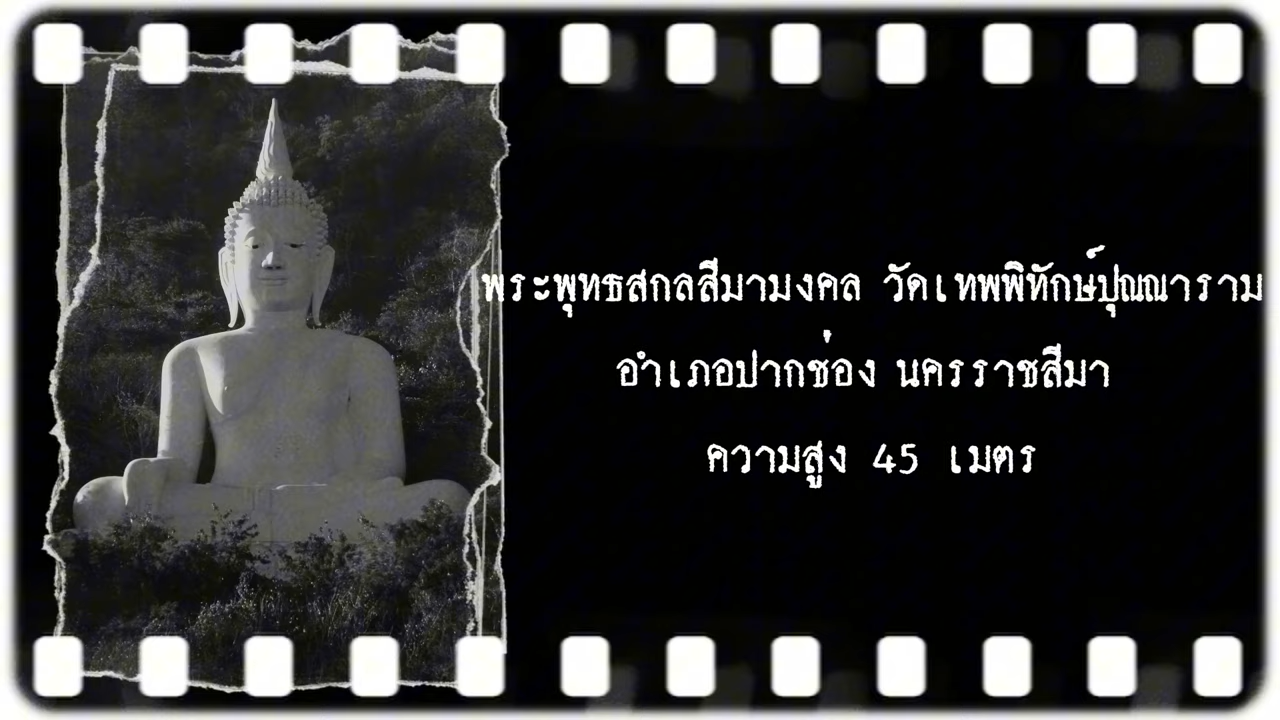 พระพุทธสกลสีมามงคล วัดเทพพิทักษ์ปุณณาราม
อำเภอปากช่อง นครราชสีมา
ความสูง 45 เมตร